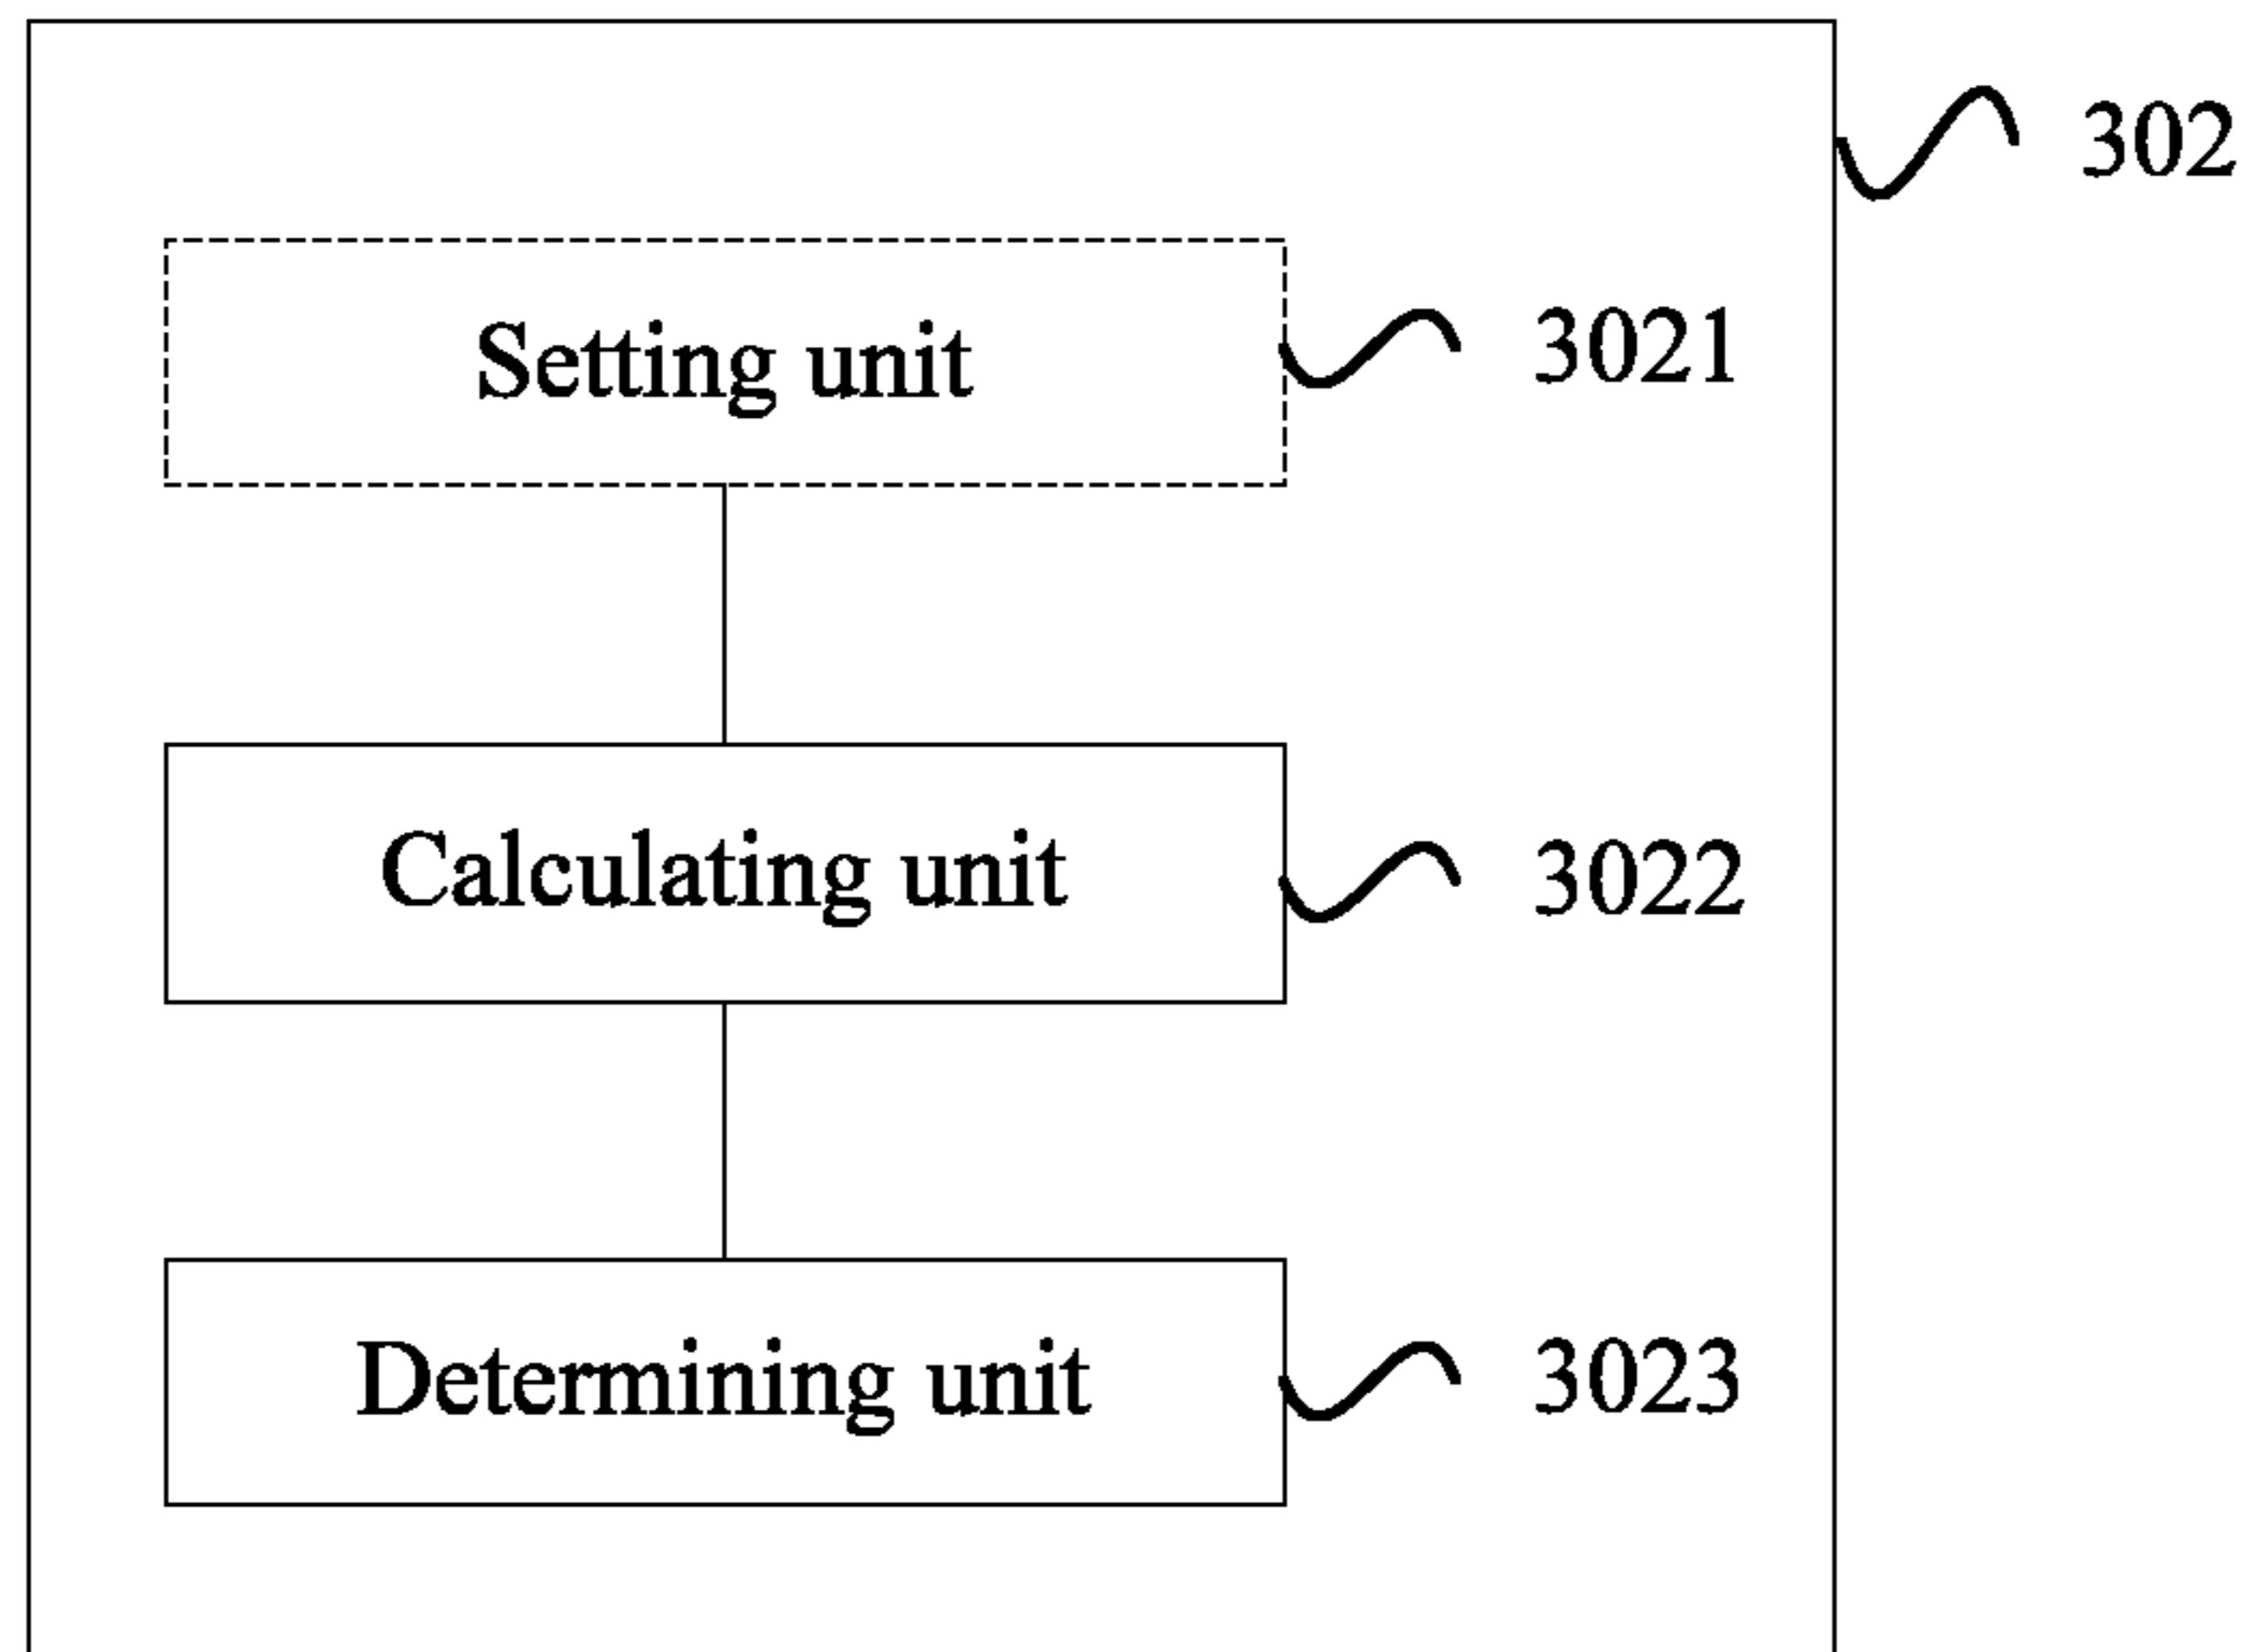 302
Setting unit
3021
Calculating unit
3022
Determining unit
3023